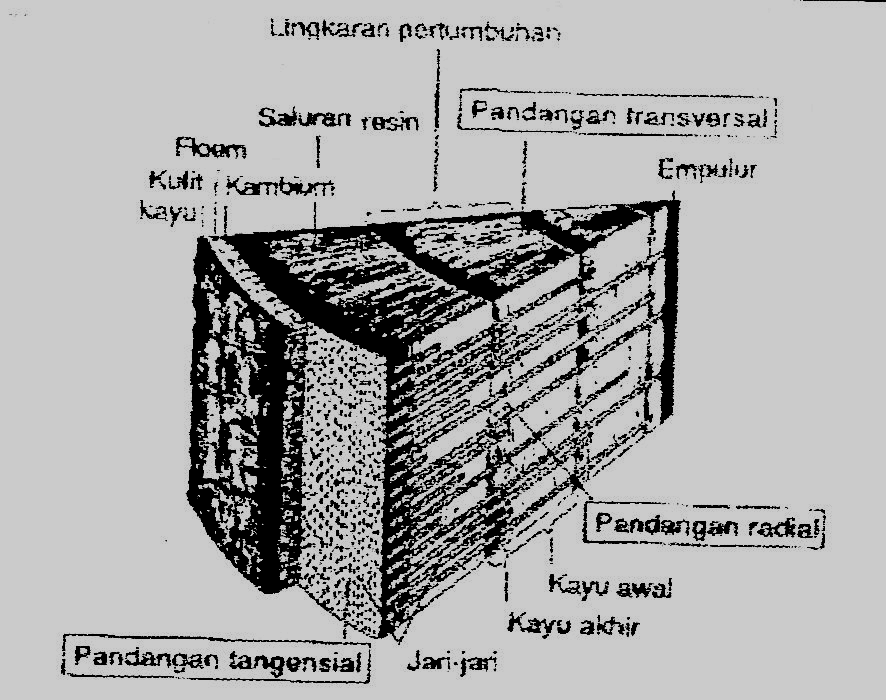 Lingkaran pertumbuhan
Pandangan transversal
Saluran resin
Floem
Empulur
Kulit
kayu
Kambium
Pandangan radial
Kayu awal
Kayu akhir
Pandangan tangensial
Jari-jari